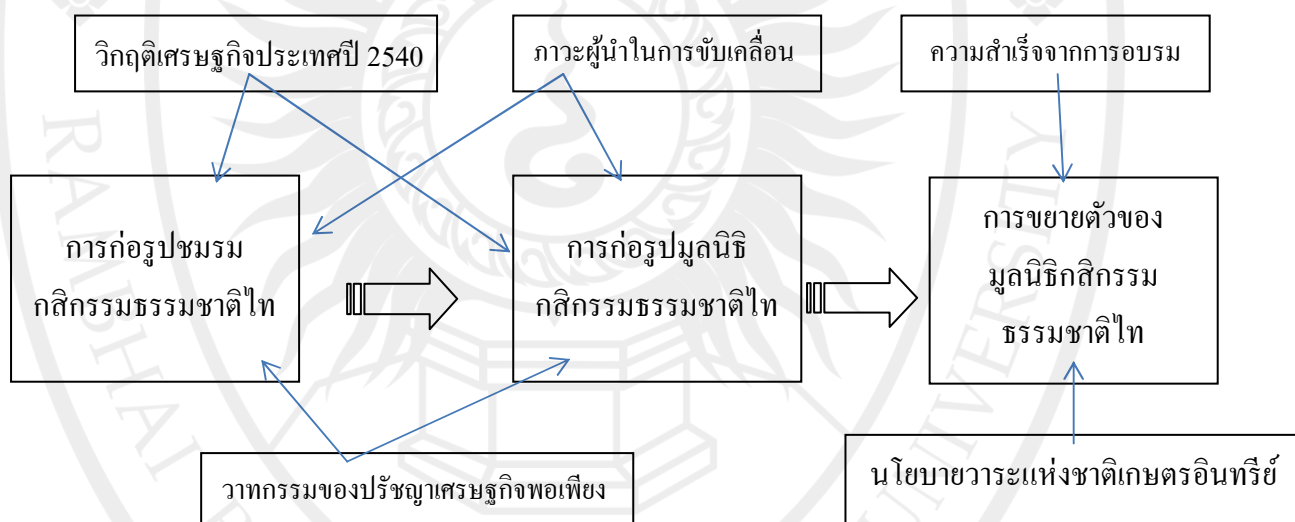 วิกฤติเศรษฐกิจประเทศปี 2540
ภาวะผู้นำในการขับเคลื่อน
ความสำเร็จจากการอบรม
การก่อรูปชมรม
กสิกรรมธรรมชาติไท
การก่อรูปมูลนิธิ
กสิกรรมธรรมชาติไท
การขยายตัวของ
มูลนิธิกสิกรรม
ธรรมชาติไท
วาทกรรมของปรัชญาเศรษฐกิจพอเพียง
นโยบายวาระแห่งชาติเกษตรอินทรีย์
RAMBHAI
UNIVERSITY